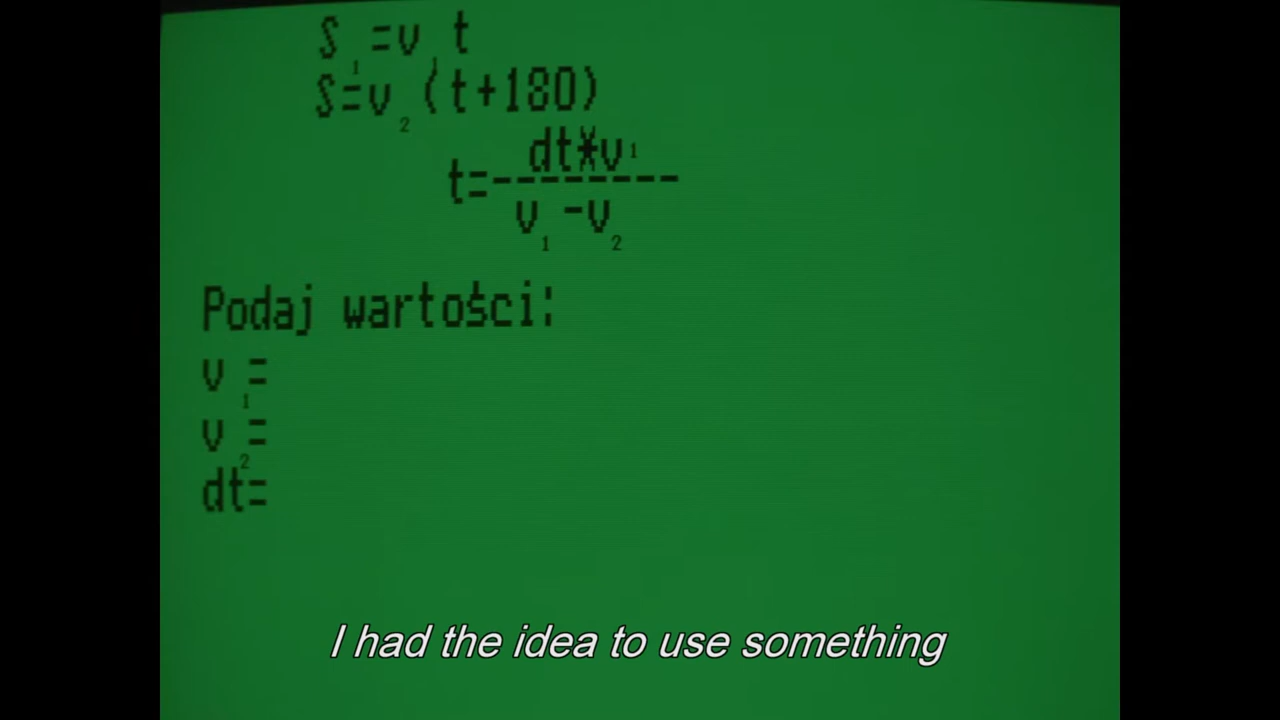 S₁=v₁t
S=v₂(t+180)
dt*v₁
t=--------
v₁-v₂
Podaj wartości:
v₁=
v₂=
dt=
I had the idea to use something